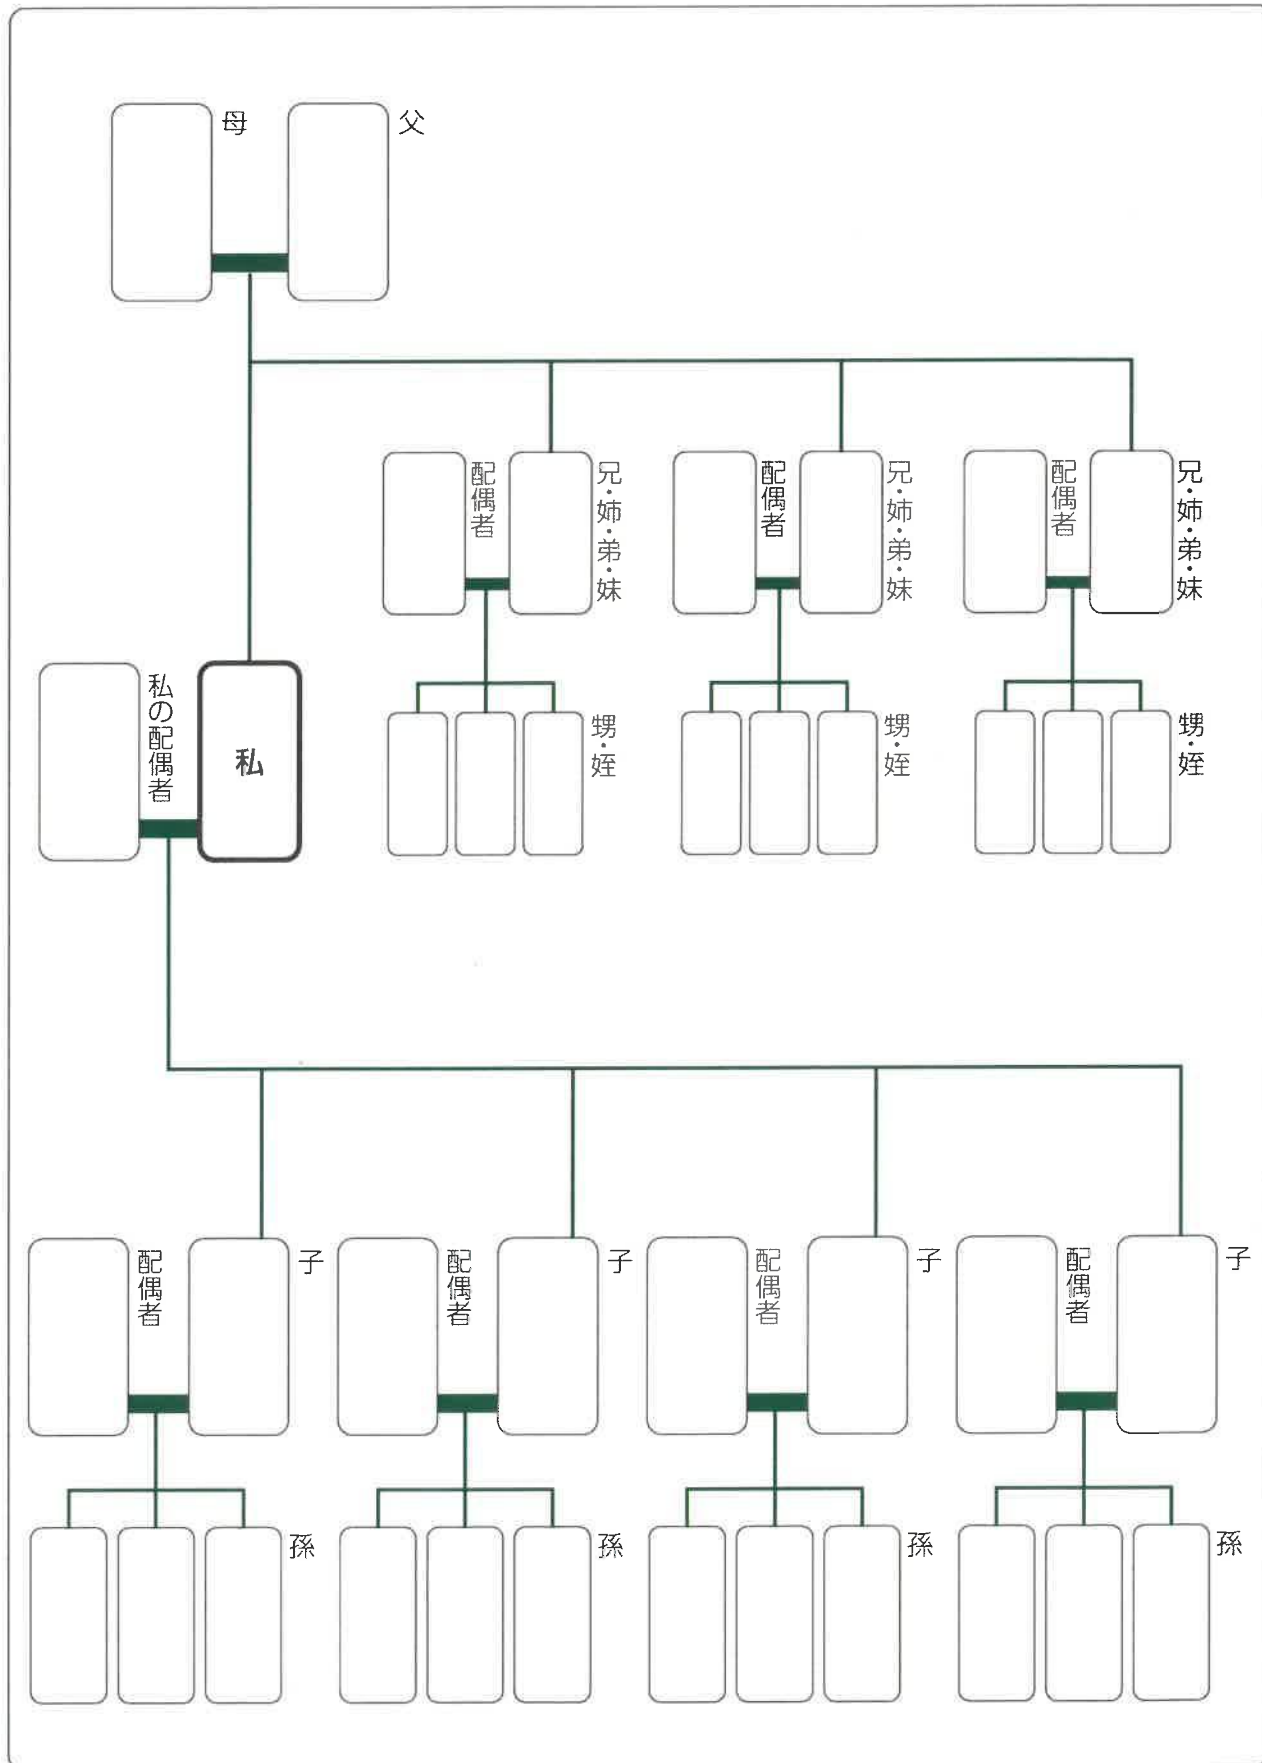 父
母
兄・姉・弟・妹
配偶者
兄・姉・弟・妹
配偶者
兄・姉・弟・妹
配偶者
甥・姪
甥・姪
甥・姪
私
私の配偶者
子
配偶者
子
配偶者
子
配偶者
子
配偶者
孫
孫
孫
孫